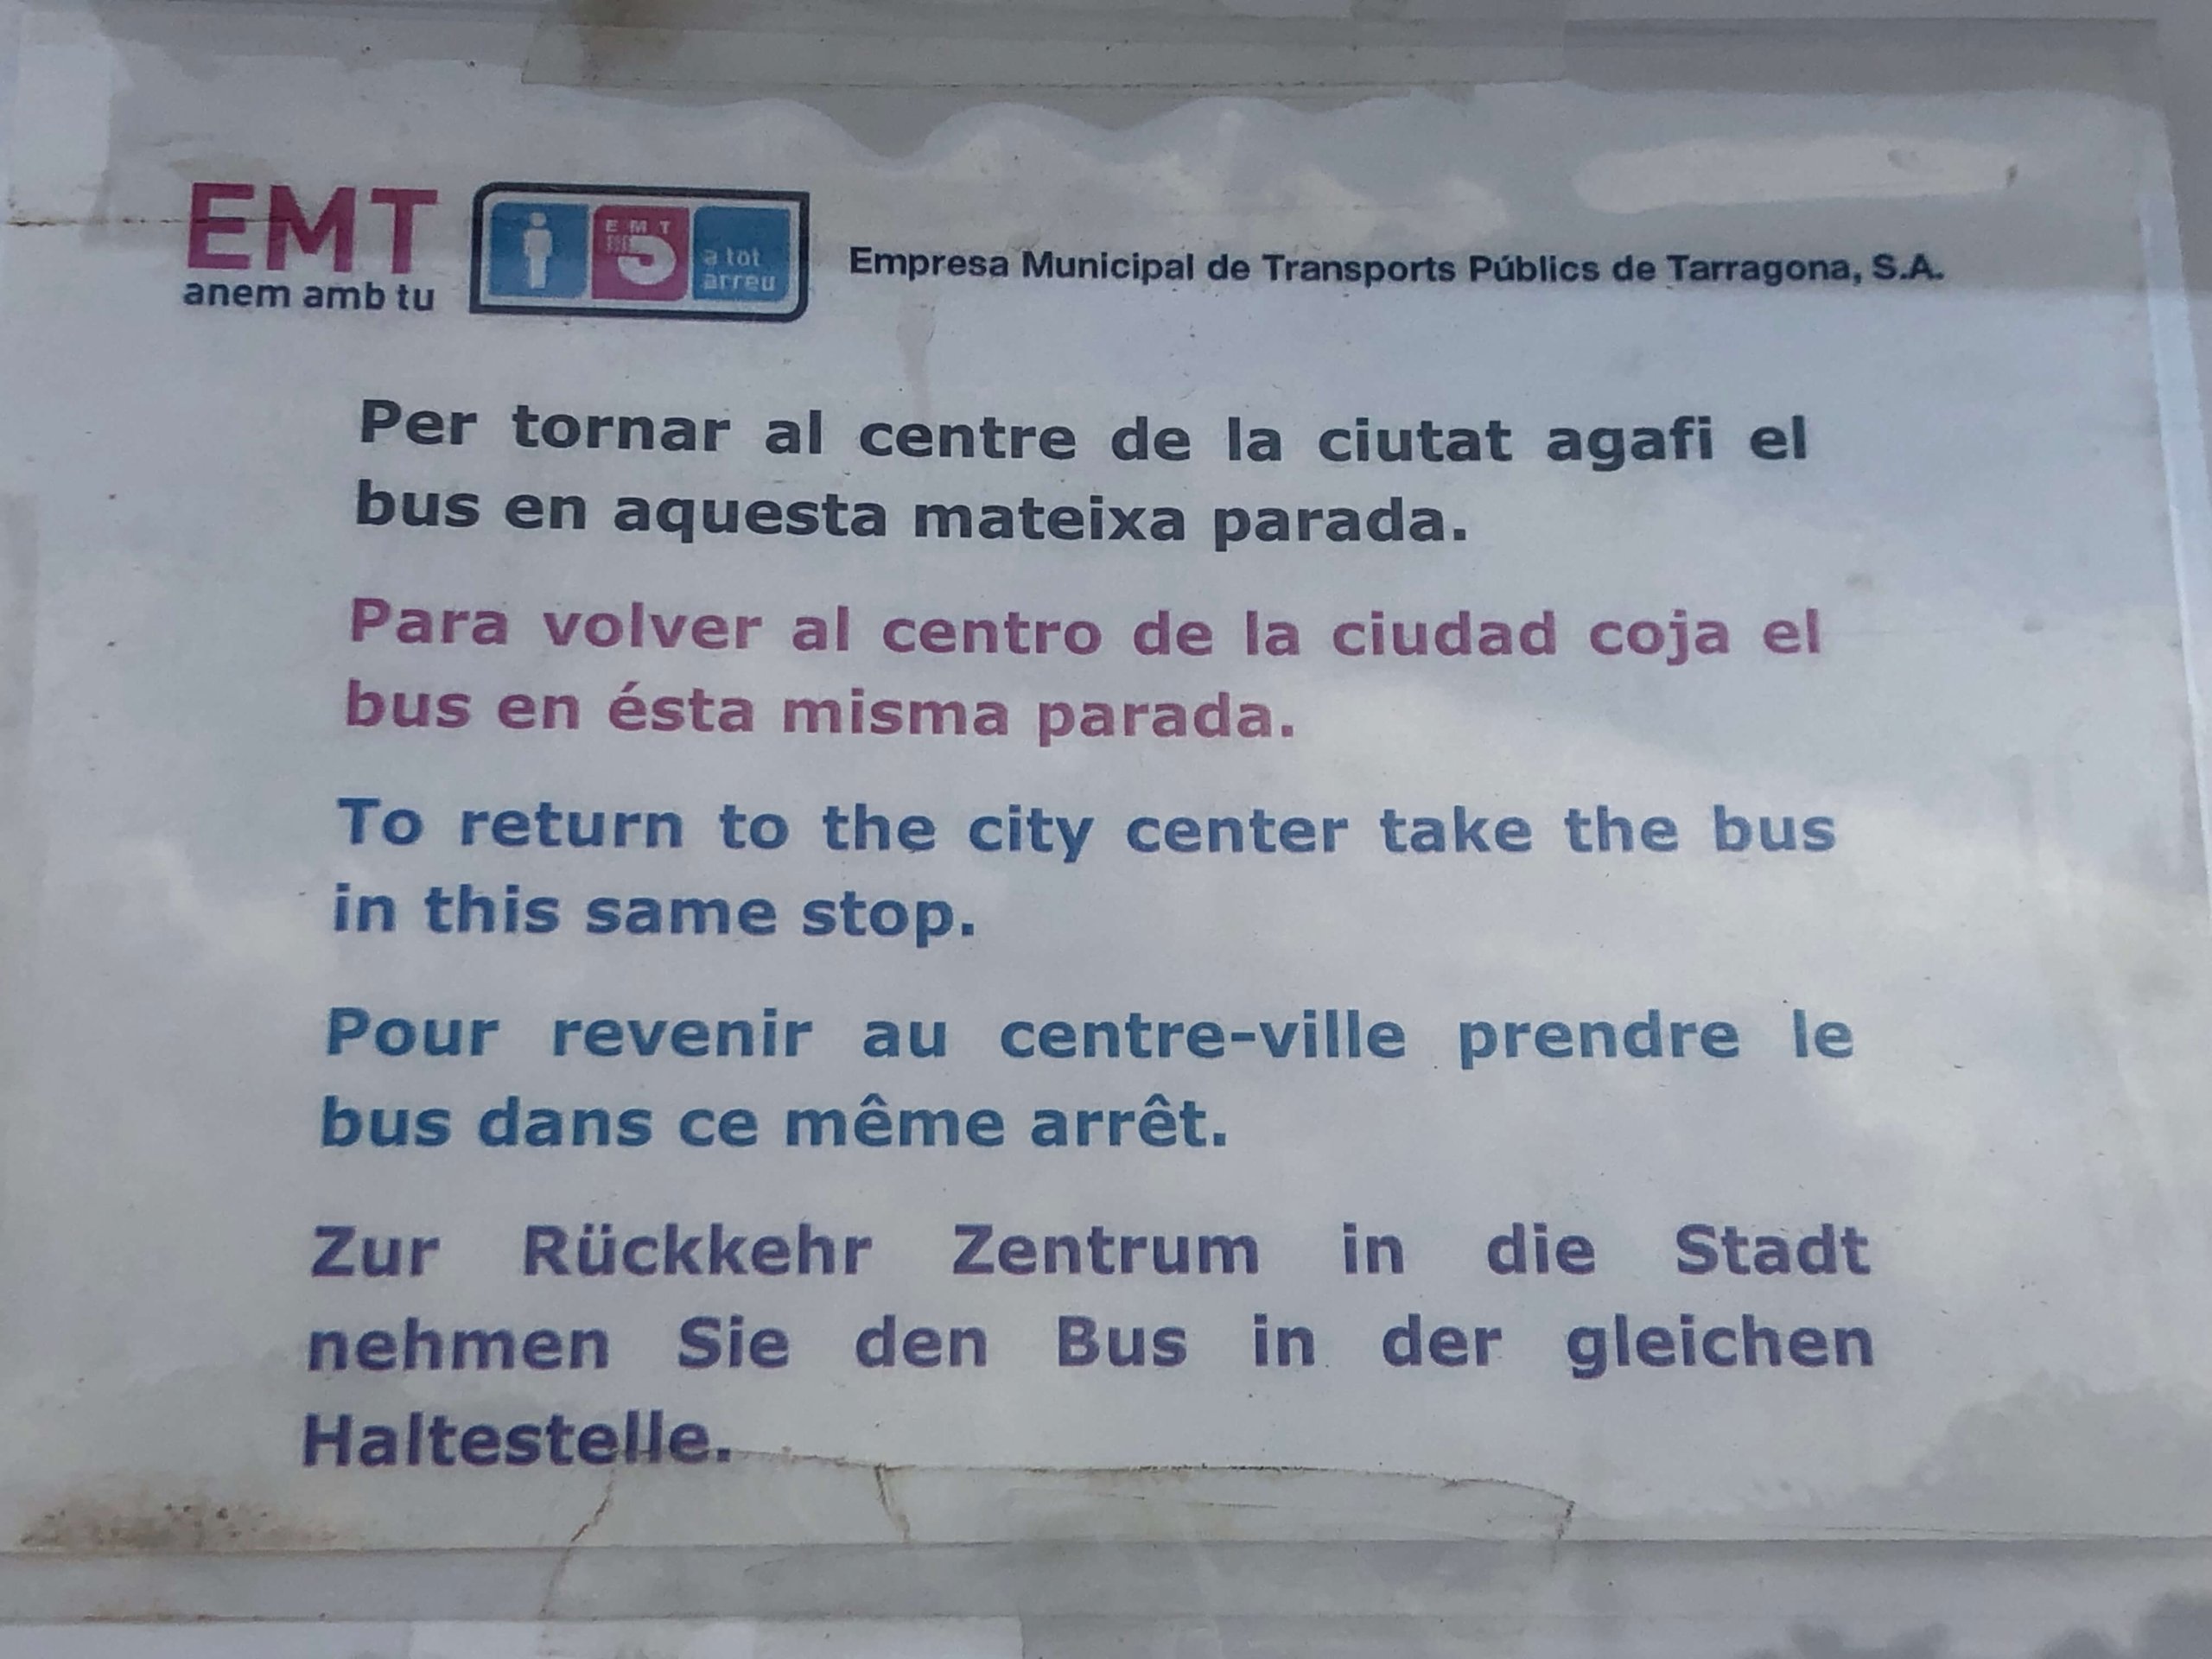 EMT
anem amb tu
EMT
5
a tot
arreu
Empresa Municipal de Transports Públics de Tarragona, S.A.
Per tornar al centre de la ciutat agafi el
bus en aquesta mateixa parada.
Para volver al centro de la ciudad coja el
bus en ésta misma parada.
To return to the city center take the bus
in this same stop.
Pour revenir au centre-ville prendre le
bus dans ce même arrêt.
Zur Rückkehr Zentrum in die Stadt
nehmen Sie den Bus in der gleichen
Haltestelle.